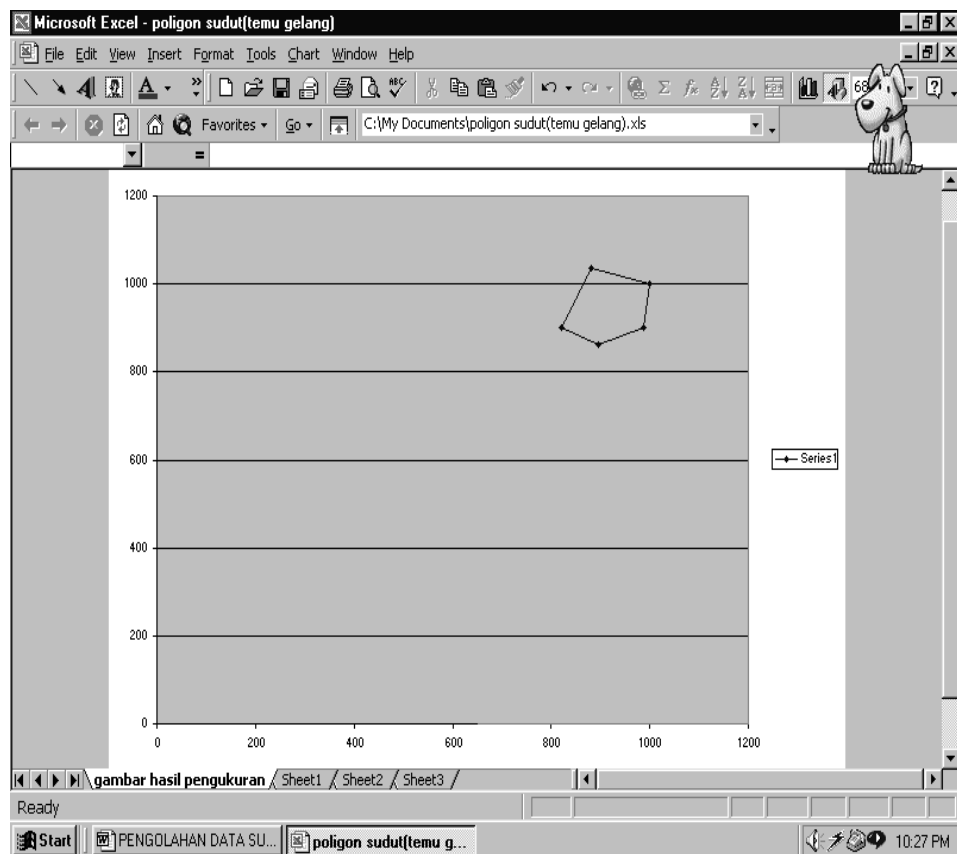 Microsoft Excel - poligon sudut(temu gelang)
File Edit View Insert Format Tools Chart Window Help
Favorites Go C:\My Documents\poligon sudut(temu gelang).xls
=
1200
1000
800
600
400
200
0
0 200 400 600 800 1000 1200
Series1
gambar hasil pengukuran Sheet1 Sheet2 Sheet3
Ready
Start PENGOLAHAN DATA SU... poligon sudut(temu g... 10:27 PM